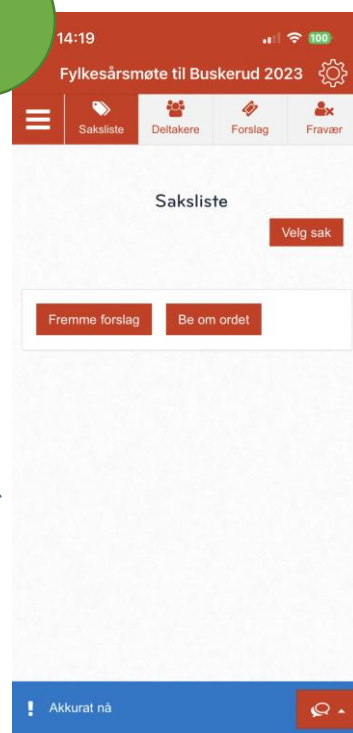 14:19
100
Fylkesårsmøte til Buskerud 2023
Saksliste
Deltakere
Forslag
Fravær
Saksliste
Velg sak
Fremme forslag
Be om ordet
! Akkurat nå